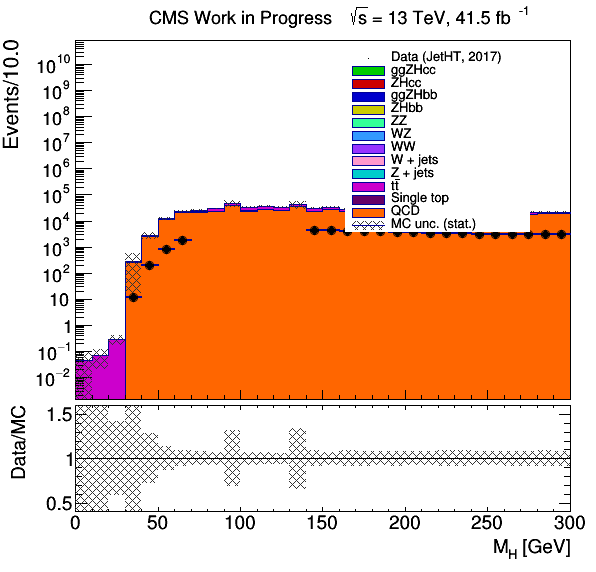 CMS Work in Progress √s = 13 TeV, 41.5 fb⁻¹
Events/10.0
10¹⁰
10⁹
10⁸
10⁷
10⁶
10⁵
10⁴
10³
10²
10
1
10⁻¹
10⁻²
Data (JetHT, 2017)
ggZHcc
ZHcc
ggZHbb
ZHbb
ZZ
WZ
WW
W + jets
Z + jets
tt̄
Single top
QCD
MC unc. (stat.)
Data/MC
1.5
1
0.5
0 50 100 150 200 250 300
M_H [GeV]